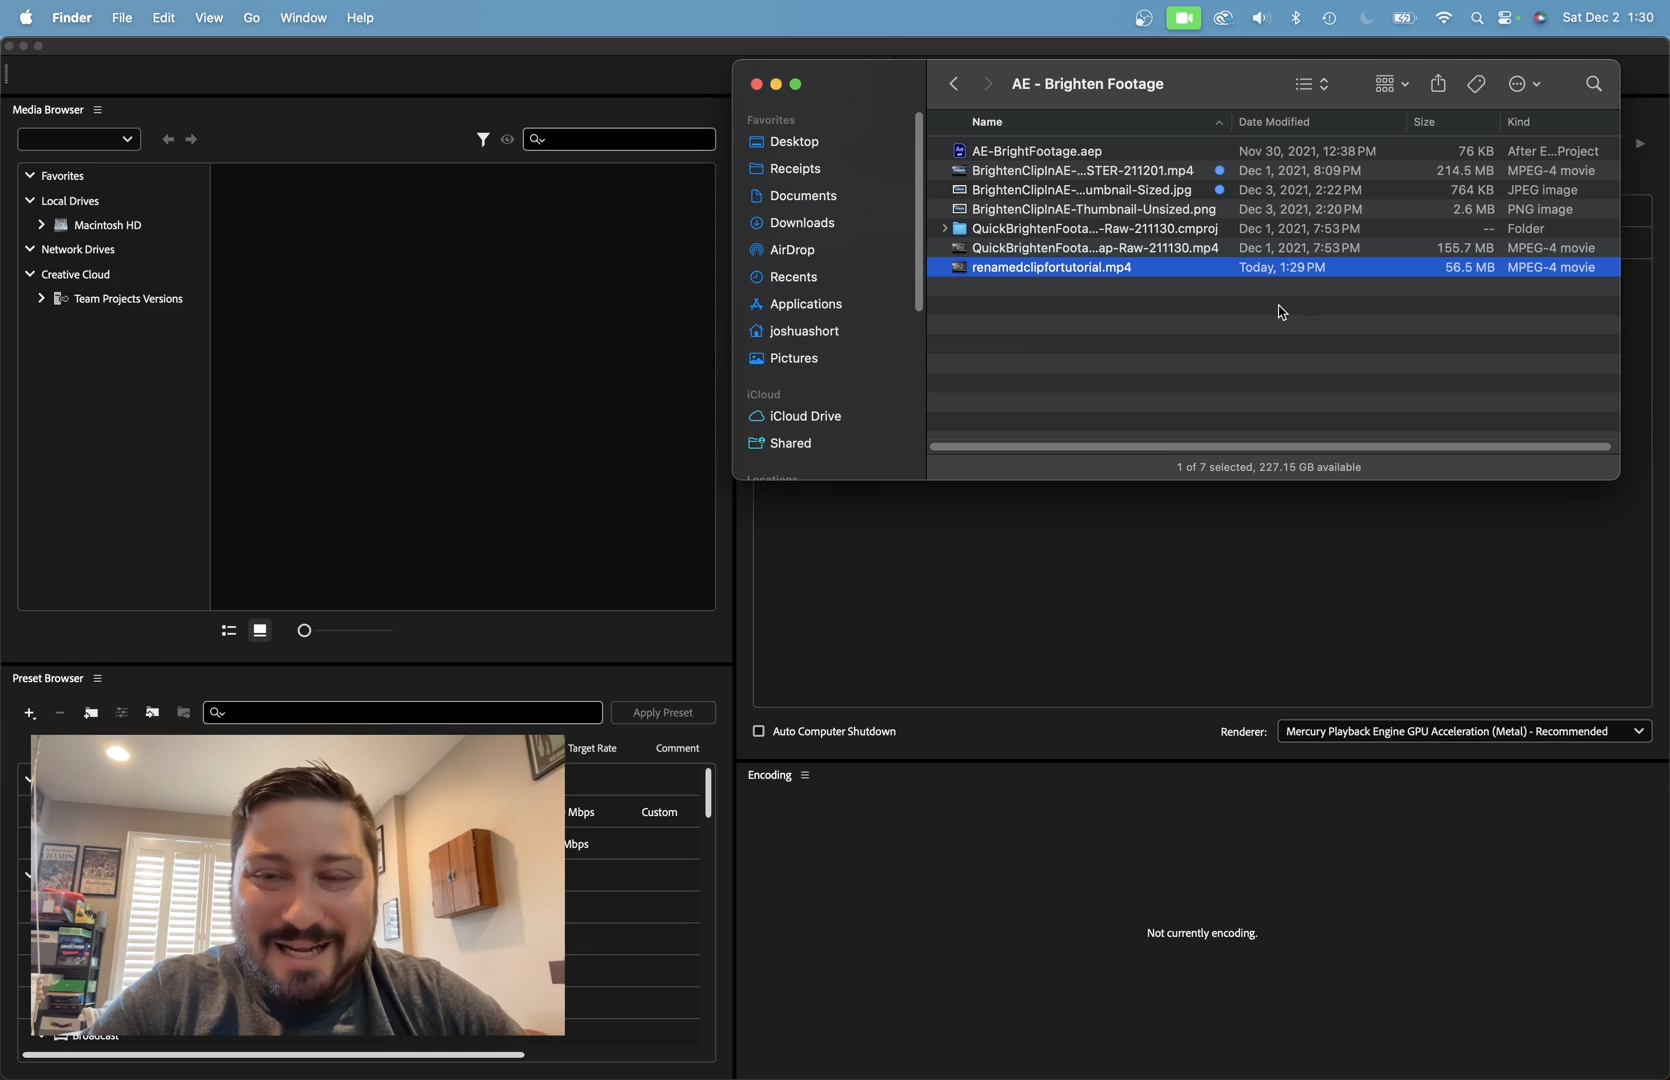 Finder File Edit View Go Window Help Sat Dec 2 1:30
Media Browser
Favorites
Local Drives
Macintosh HD
Network Drives
Creative Cloud
Team Projects Versions
AE - Brighten Footage
Favorites
Desktop
Receipts
Documents
Downloads
AirDrop
Recents
Applications
joshuashort
Pictures
iCloud
iCloud Drive
Shared
Locations
Name Date Modified Size Kind
AE-BrightFootage.aep Nov 30, 2021, 12:38 PM 76 KB After E...Project
BrightenClipInAE-...STER-211201.mp4 Dec 1, 2021, 8:09 PM 214.5 MB MPEG-4 movie
BrightenClipInAE-...umbnail-Sized.jpg Dec 3, 2021, 2:22 PM 764 KB JPEG image
BrightenClipInAE-Thumbnail-Unsized.png Dec 3, 2021, 2:20 PM 2.6 MB PNG image
QuickBrightenFoota...-Raw-211130.cmproj Dec 1, 2021, 7:53 PM -- Folder
QuickBrightenFoota...ap-Raw-211130.mp4 Dec 1, 2021, 7:53 PM 155.7 MB MPEG-4 movie
renamedclipfortutorial.mp4 Today, 1:29 PM 56.5 MB MPEG-4 movie
1 of 7 selected, 227.15 GB available
Preset Browser
Apply Preset
Target Rate Comment
Mbps Custom
Mbps
Broadcast
Auto Computer Shutdown
Renderer: Mercury Playback Engine GPU Acceleration (Metal) - Recommended
Encoding
Not currently encoding.